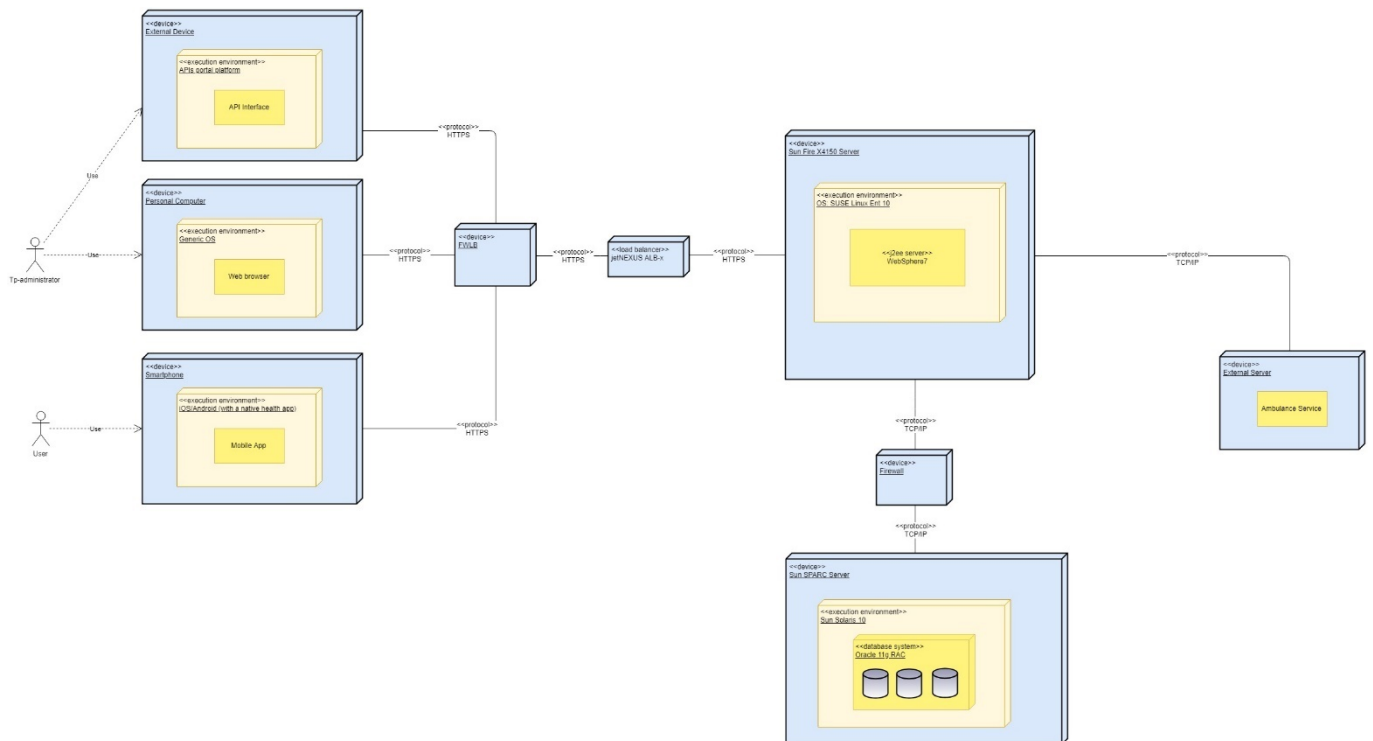 <<device>>
External Device
<<execution environment>>
APIs portal platform
API Interface
<<protocol>>
HTTPS
Use
<<device>>
Personal Computer
<<execution environment>>
Generic OS
Web browser
<<protocol>>
HTTPS
Use
Tp-administrator
<<device>>
Smartphone
<<execution environment>>
iOS/Android (with a native health app)
Mobile App
<<protocol>>
HTTPS
Use
User
<<device>>
FWLB
<<protocol>>
HTTPS
<<load batancer>>
jetNEXUS ALB-x
<<protocol>>
HTTPS
<<device>>
Sun Fire X4150 Server
<<execution environment>>
OS: SUSE Linux Ent 10
<<j2ee server>>
WebSphere7
<<protocol>>
TCP/IP
<<device>>
External Server
Ambulance Service
<<protocol>>
TCP/IP
<<device>>
Firewall
<<protocol>>
TCP/IP
<<device>>
Sun SPARC Server
<<execution environment>>
Sun Solaris 10
<<database system>>
Oracle 11g RAC